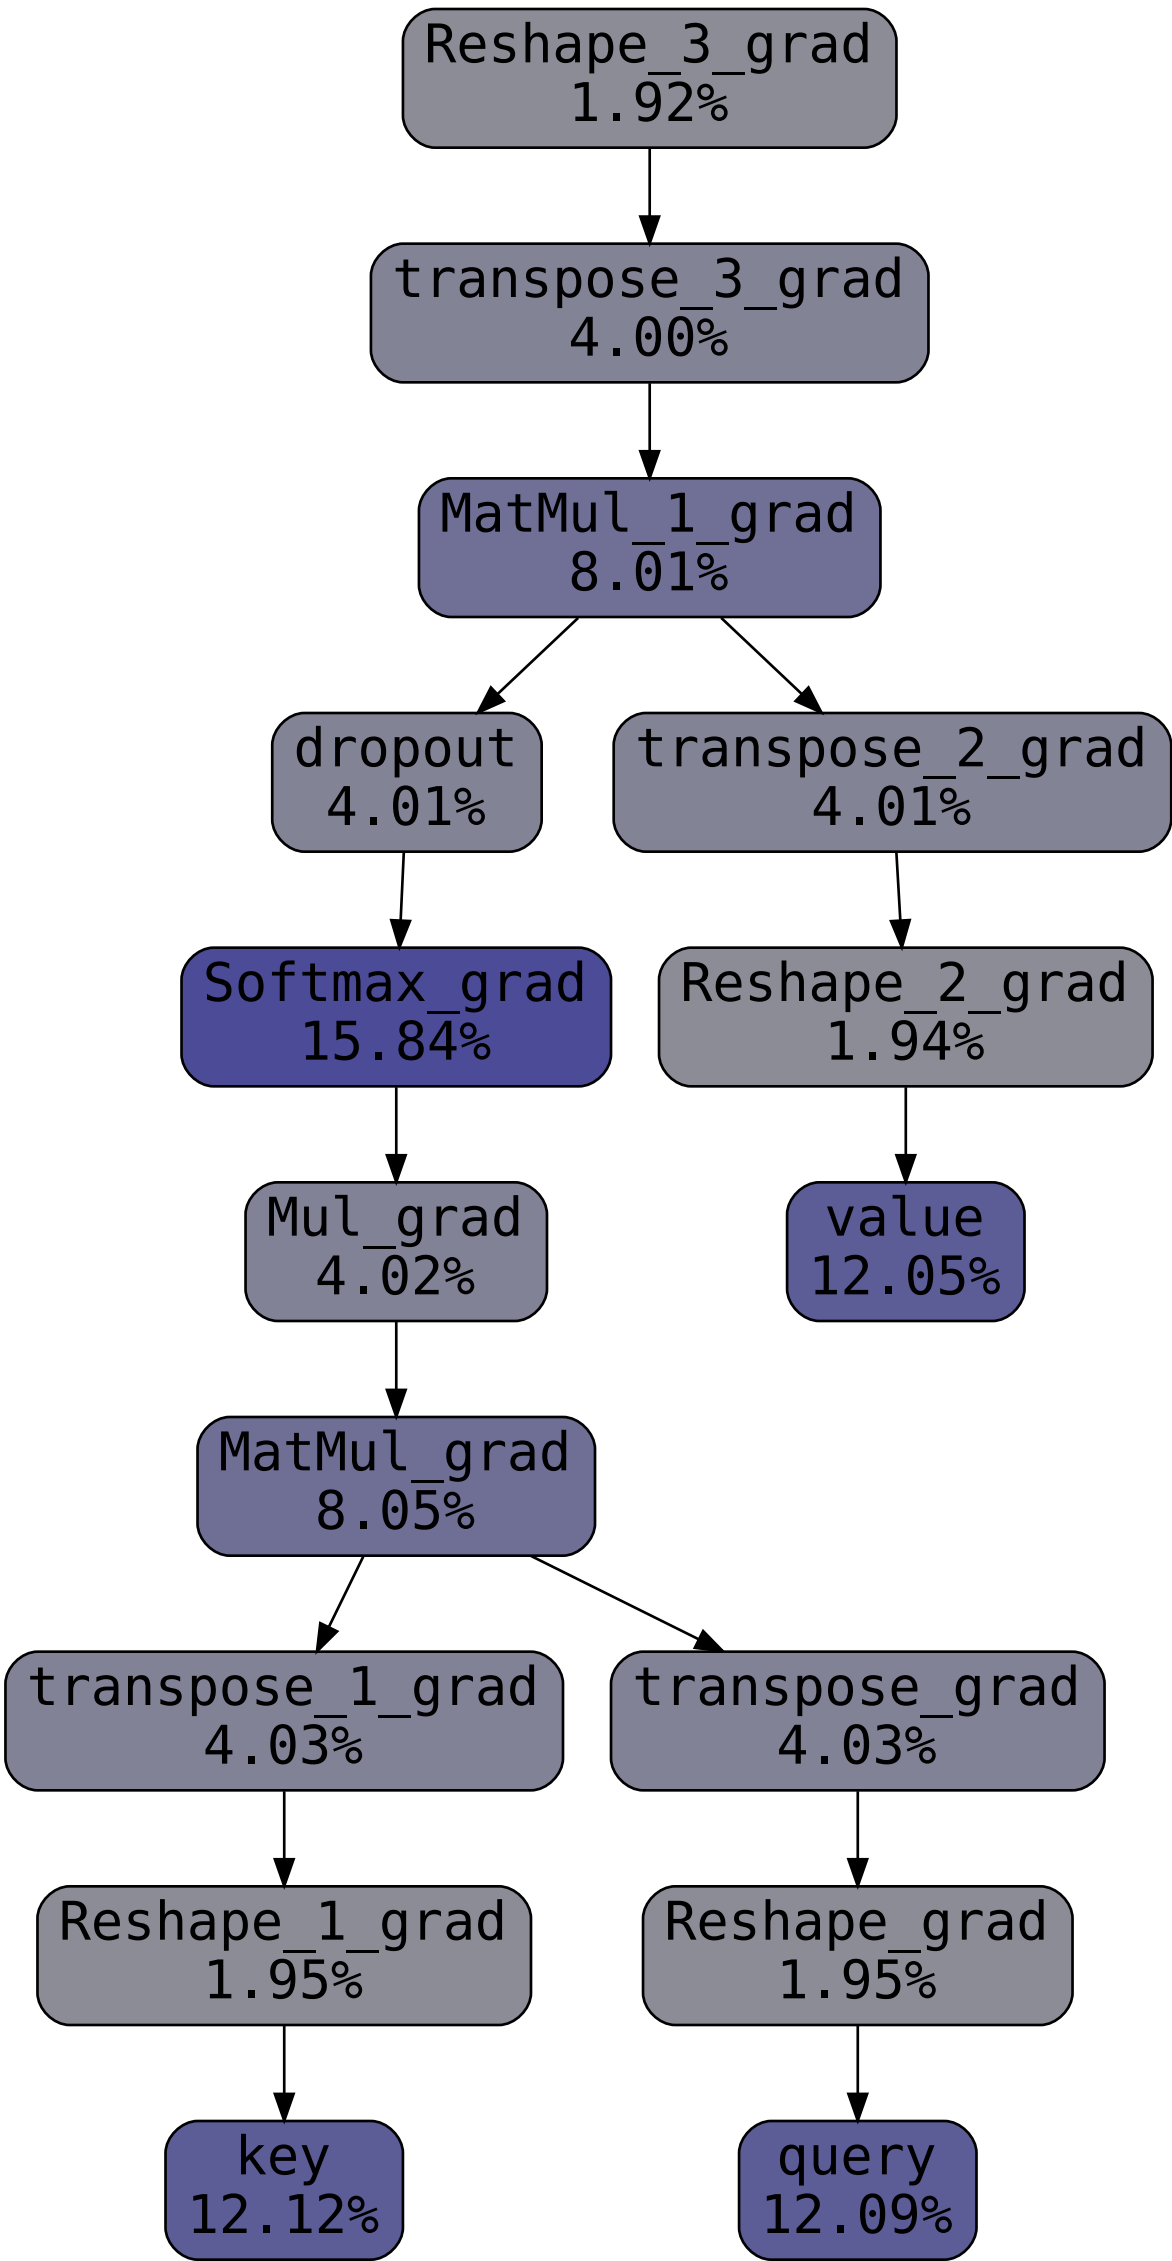 Reshape_3_grad
1.92%
transpose_3_grad
4.00%
MatMul_1_grad
8.01%
dropout
4.01%
transpose_2_grad
4.01%
Softmax_grad
15.84%
Reshape_2_grad
1.94%
Mul_grad
4.02%
value
12.05%
MatMul_grad
8.05%
transpose_1_grad
4.03%
transpose_grad
4.03%
Reshape_1_grad
1.95%
Reshape_grad
1.95%
key
12.12%
query
12.09%